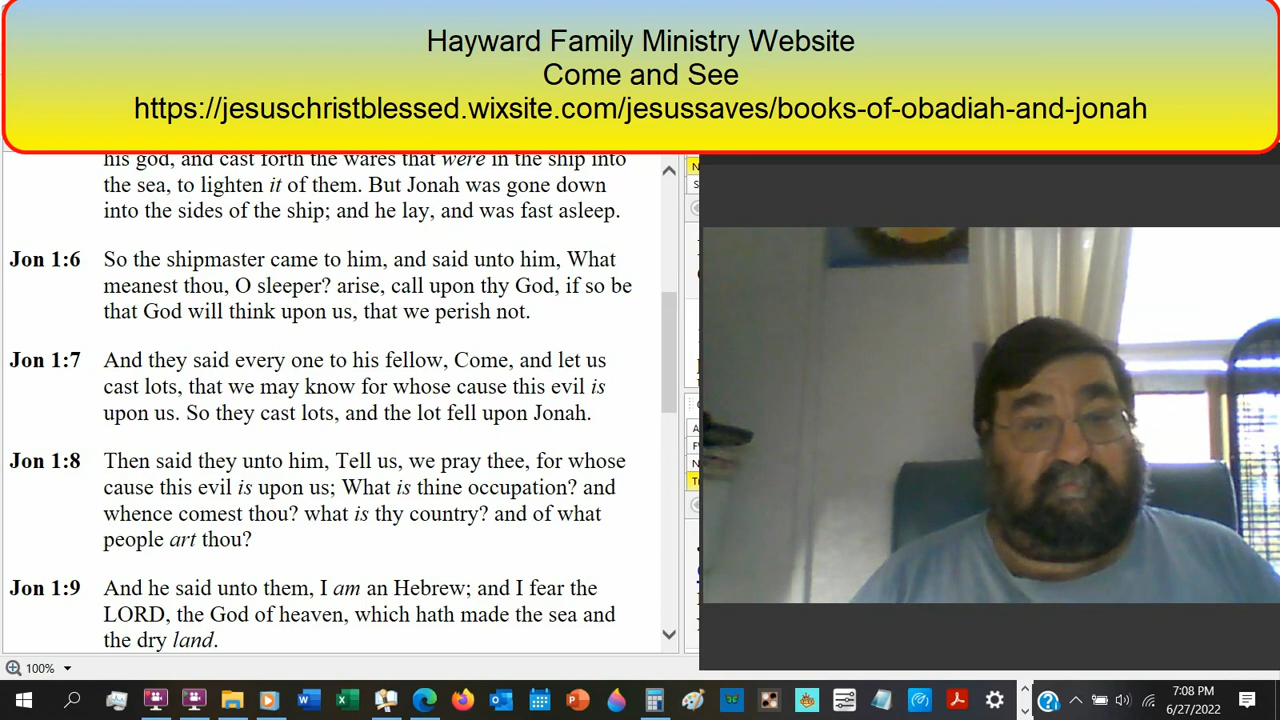 Hayward Family Ministry Website
Come and See
https://jesuschristblessed.wixsite.com/jesussaves/books-of-obadiah-and-jonah
his god, and cast forth the wares that were in the ship into
the sea, to lighten it of them. But Jonah was gone down
into the sides of the ship; and he lay, and was fast asleep.
Jon 1:6 So the shipmaster came to him, and said unto him, What
meanest thou, O sleeper? arise, call upon thy God, if so be
that God will think upon us, that we perish not.
Jon 1:7 And they said every one to his fellow, Come, and let us
cast lots, that we may know for whose cause this evil is
upon us. So they cast lots, and the lot fell upon Jonah.
Jon 1:8 Then said they unto him, Tell us, we pray thee, for whose
cause this evil is upon us; What is thine occupation? and
whence comest thou? what is thy country? and of what
people art thou?
Jon 1:9 And he said unto them, I am an Hebrew; and I fear the
LORD, the God of heaven, which hath made the sea and
the dry land.
100%
7:08 PM
6/27/2022